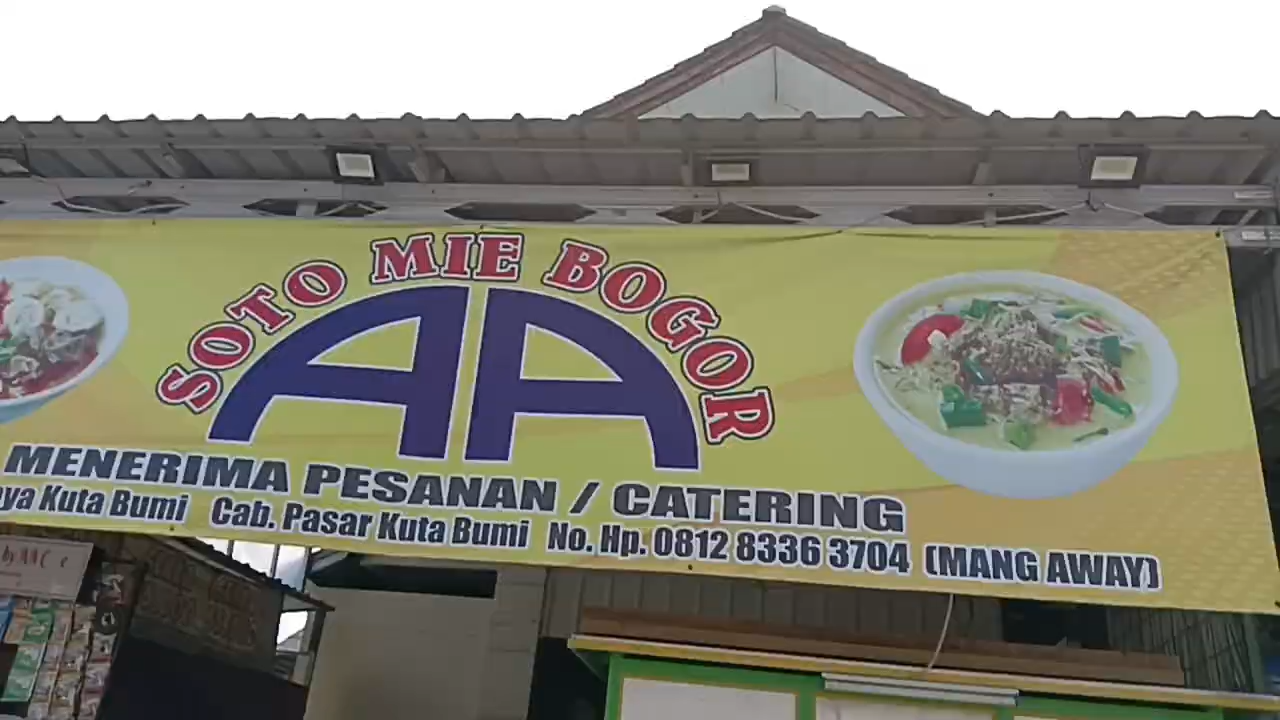 SOTO MIE BOGOR
AA
MENERIMA PESANAN / CATERING
Kuta Bumi Cab. Pasar Kuta Bumi No. Hp. 0812 8336 3704 (MANG AWAY)